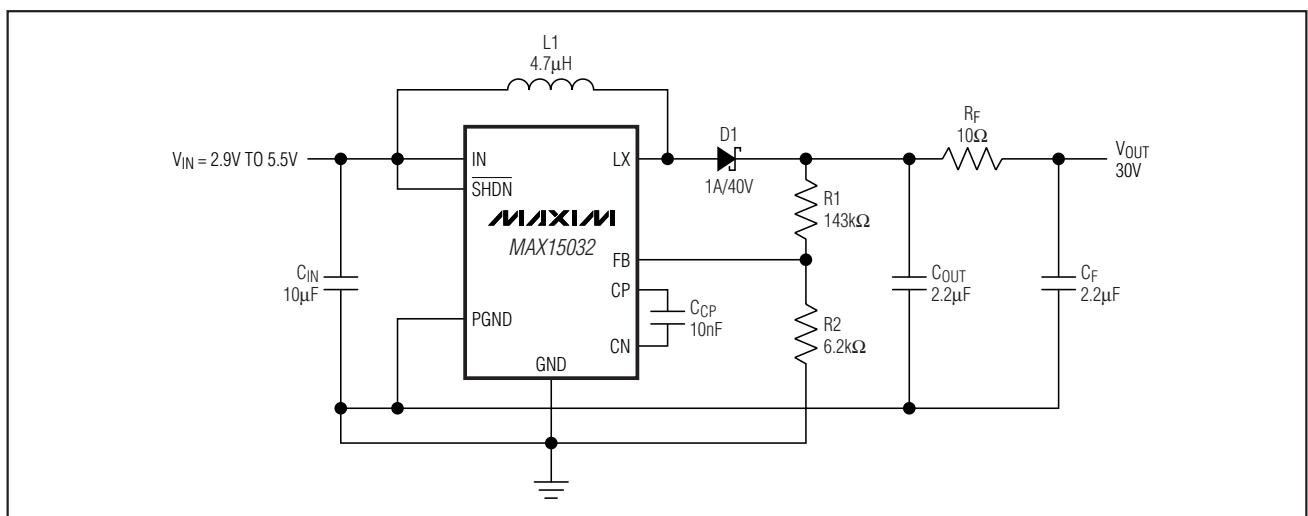 L1
4.7μH
VIN = 2.9V TO 5.5V
IN
SHDN
LX
D1
1A/40V
RF
10Ω
VOUT
30V
R1
143kΩ
MAXIM
MAX15032
FB
CP
CCP
10nF
CN
CIN
10μF
PGND
GND
R2
6.2kΩ
COUT
2.2μF
CF
2.2μF